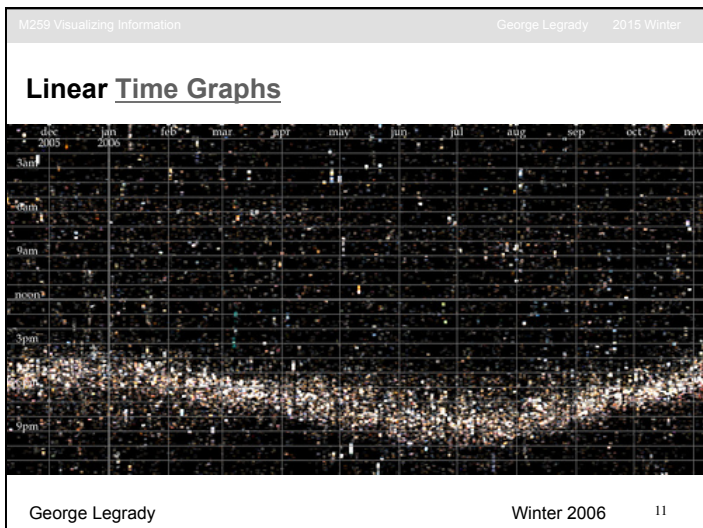 M259 Visualizing Information George Legrady 2015 Winter
Linear Time Graphs
dec jan feb mar apr may jun jul aug sep oct nov
2005 2006
3am
6am
9am
noon
3pm
9pm
George Legrady Winter 2006 11